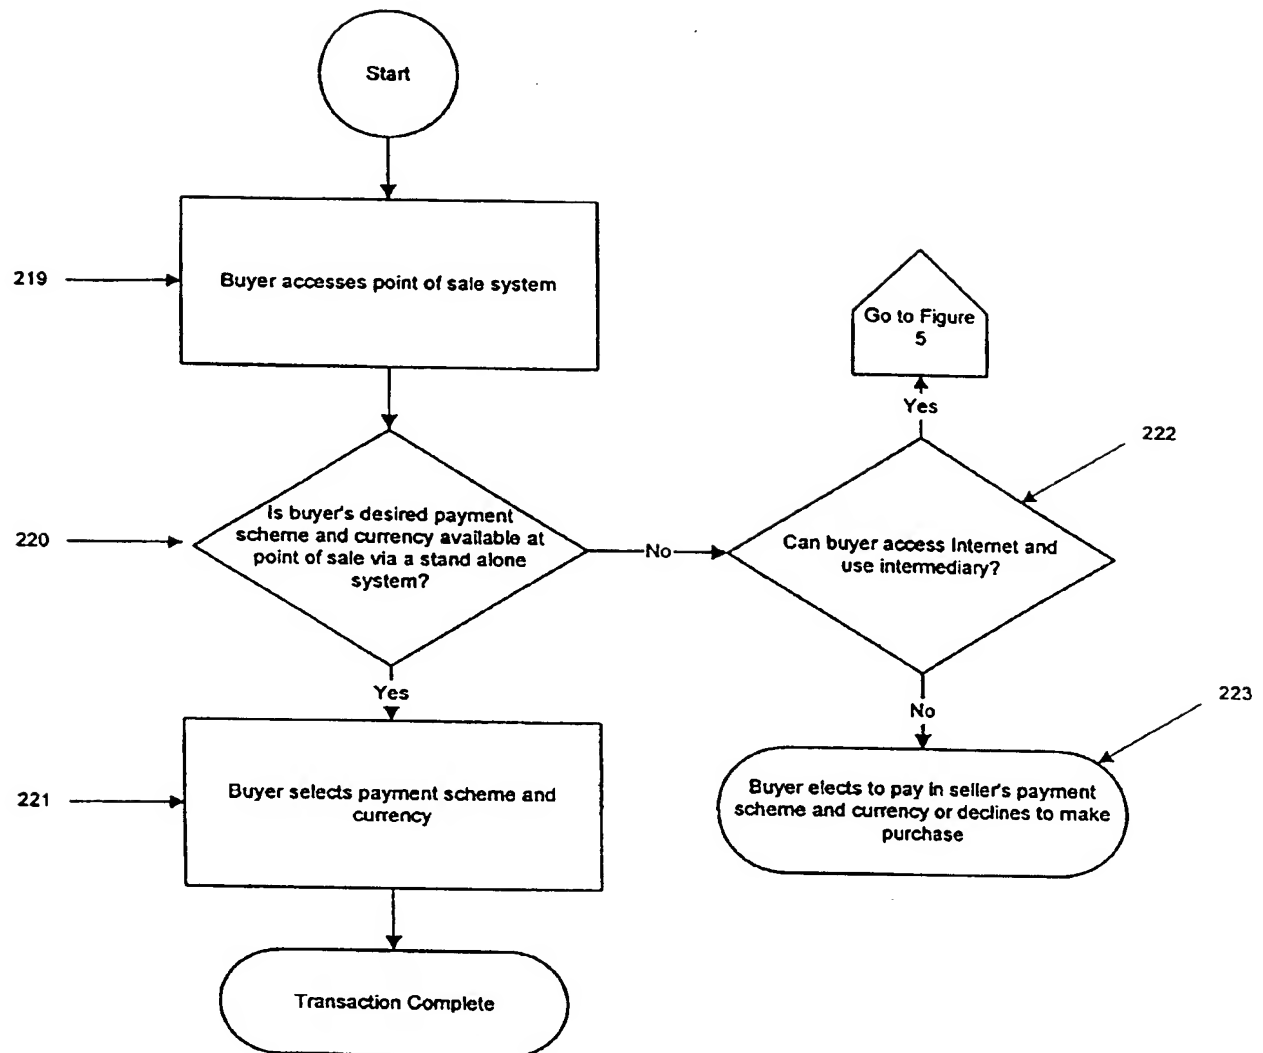 Start
219
Buyer accesses point of sale system
Go to Figure
5
Yes
222
220
Is buyer's desired payment
scheme and currency available at
point of sale via a stand alone
system?
No
Can buyer access Internet and
use intermediary?
Yes
No
223
221
Buyer selects payment scheme and
currency
Buyer elects to pay in seller's payment
scheme and currency or declines to make
purchase
Transaction Complete